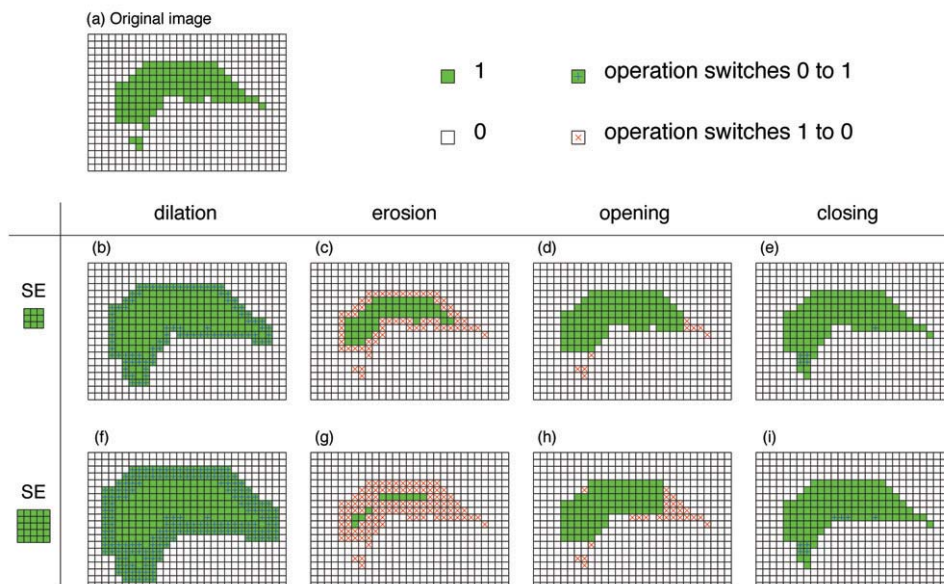 (a) Original image
1
operation switches 0 to 1
0
operation switches 1 to 0
dilation erosion opening closing
(b) (c) (d) (e)
SE
(f) (g) (h) (i)
SE